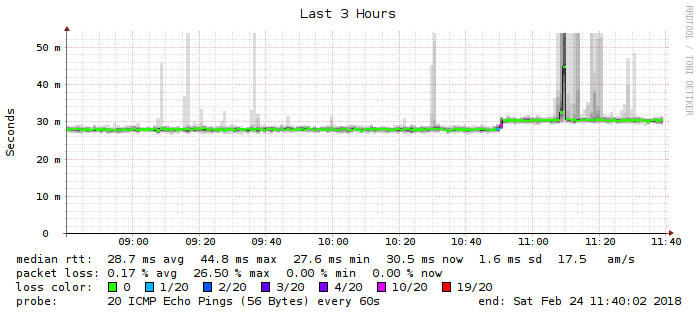 Last 3 Hours
RRDTOOL / TOBI OETIKER
Seconds
50 m
40 m
30 m
20 m
10 m
0
09:00 09:20 09:40 10:00 10:20 10:40 11:00 11:20 11:40
median rtt: 28.7 ms avg 44.8 ms max 27.6 ms min 30.5 ms now 1.6 ms sd 17.5 am/s
packet loss: 0.17 % avg 26.50 % max 0.00 % min 0.00 % now
loss color: 0 1/20 2/20 3/20 4/20 10/20 19/20
probe: 20 ICMP Echo Pings (56 Bytes) every 60s end: Sat Feb 24 11:40:02 2018